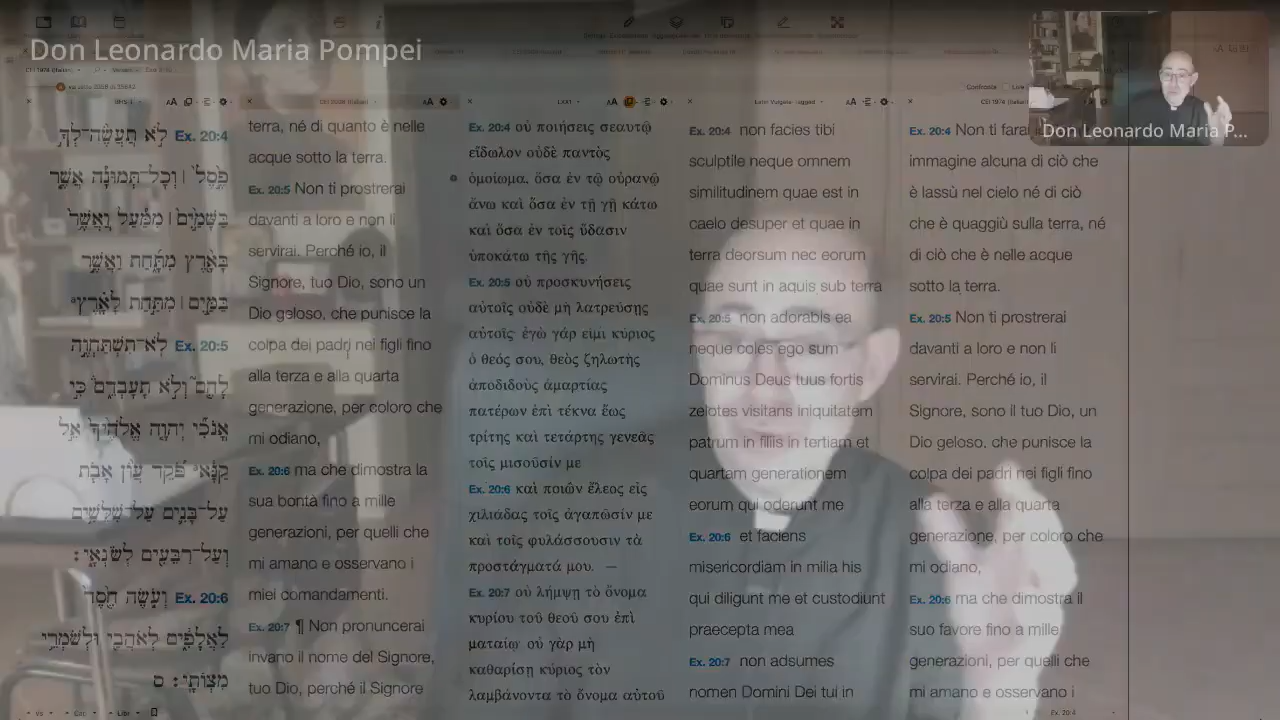 Don Leonardo Maria Pompei
Don Leonardo Maria P...
Ex. 20:4 לֹא תַעֲשֶׂה־לְךָ
פֶסֶל וְכָל־תְּמוּנָה אֲשֶׁר
בַּשָּׁמַיִם מִמַּעַל וַאֲשֶׁר
בָּאָרֶץ מִתָּחַת וַאֲשֶׁר
בַּמַּיִם מִתַּחַת לָאָרֶץ
Ex. 20:5 לֹא־תִשְׁתַּחְוֶה
לָהֶם וְלֹא תָעָבְדֵם כִּי
אָנֹכִי יְהוָה אֱלֹהֶיךָ אֵל
קַנָּא פֹּקֵד עֲוֹן אָבֹת
עַל־בָּנִים עַל־שִׁלֵּשִׁים
וְעַל־רִבֵּעִים לְשֹׂנְאָי׃
Ex. 20:6 וְעֹשֶׂה חֶסֶד
לַאֲלָפִים לְאֹהֲבַי וּלְשֹׁמְרֵי
מִצְוֹתָי׃ ס
terra, né di quanto è nelle
acque sotto la terra.
Ex. 20:5 Non ti prostrerai
davanti a loro e non li
servirai. Perché io, il
Signore, tuo Dio, sono un
Dio geloso, che punisce la
colpa dei padri nei figli fino
alla terza e alla quarta
generazione, per coloro che
mi odiano,
Ex. 20:6 ma che dimostra la
sua bontà fino a mille
generazioni, per quelli che
mi amano e osservano i
miei comandamenti.
Ex. 20:7 ¶ Non pronuncerai
invano il nome del Signore,
tuo Dio, perché il Signore
LXX1
Ex. 20:4 οὐ ποιήσεις σεαυτῷ
εἴδωλον οὐδὲ παντὸς
ὁμοίωμα, ὅσα ἐν τῷ οὐρανῷ
ἄνω καὶ ὅσα ἐν τῇ γῇ κάτω
καὶ ὅσα ἐν τοῖς ὕδασιν
ὑποκάτω τῆς γῆς.
Ex. 20:5 οὐ προσκυνήσεις
αὐτοῖς οὐδὲ μὴ λατρεύσῃς
αὐτοῖς· ἐγὼ γάρ εἰμι κύριος
ὁ θεός σου, θεὸς ζηλωτὴς
ἀποδιδοὺς ἁμαρτίας
πατέρων ἐπὶ τέκνα ἕως
τρίτης καὶ τετάρτης γενεᾶς
τοῖς μισοῦσίν με
Ex. 20:6 καὶ ποιῶν ἔλεος εἰς
χιλιάδας τοῖς ἀγαπῶσίν με
καὶ τοῖς φυλάσσουσιν τὰ
προστάγματά μου. —
Ex. 20:7 οὐ λήμψῃ τὸ ὄνομα
κυρίου τοῦ θεοῦ σου ἐπὶ
ματαίῳ· οὐ γὰρ μὴ
καθαρίσῃ κύριος τὸν
λαμβάνοντα τὸ ὄνομα αὐτοῦ
Ex. 20:4 non facies tibi
sculptile neque omnem
similitudinem quae est in
caelo desuper et quae in
terra deorsum nec eorum
quae sunt in aquis sub terra
Ex. 20:5 non adorabis ea
neque coles ego sum
Dominus Deus tuus fortis
zelotes visitans iniquitatem
patrum in filiis in tertiam et
quartam generationem
eorum qui oderunt me
Ex. 20:6 et faciens
misericordiam in milia his
qui diligunt me et custodiunt
praecepta mea
Ex. 20:7 non adsumes
nomen Domini Dei tui in
Ex. 20:4 Non ti farai
immagine alcuna di ciò che
è lassù nel cielo né di ciò
che è quaggiù sulla terra, né
di ciò che è nelle acque
sotto la terra.
Ex. 20:5 Non ti prostrerai
davanti a loro e non li
servirai. Perché io, il
Signore, sono il tuo Dio, un
Dio geloso, che punisce la
colpa dei padri nei figli fino
alla terza e alla quarta
generazione, per coloro che
mi odiano,
Ex. 20:6 ma che dimostra il
suo favore fino a mille
generazioni, per quelli che
mi amano e osservano i
Ex. 20:4